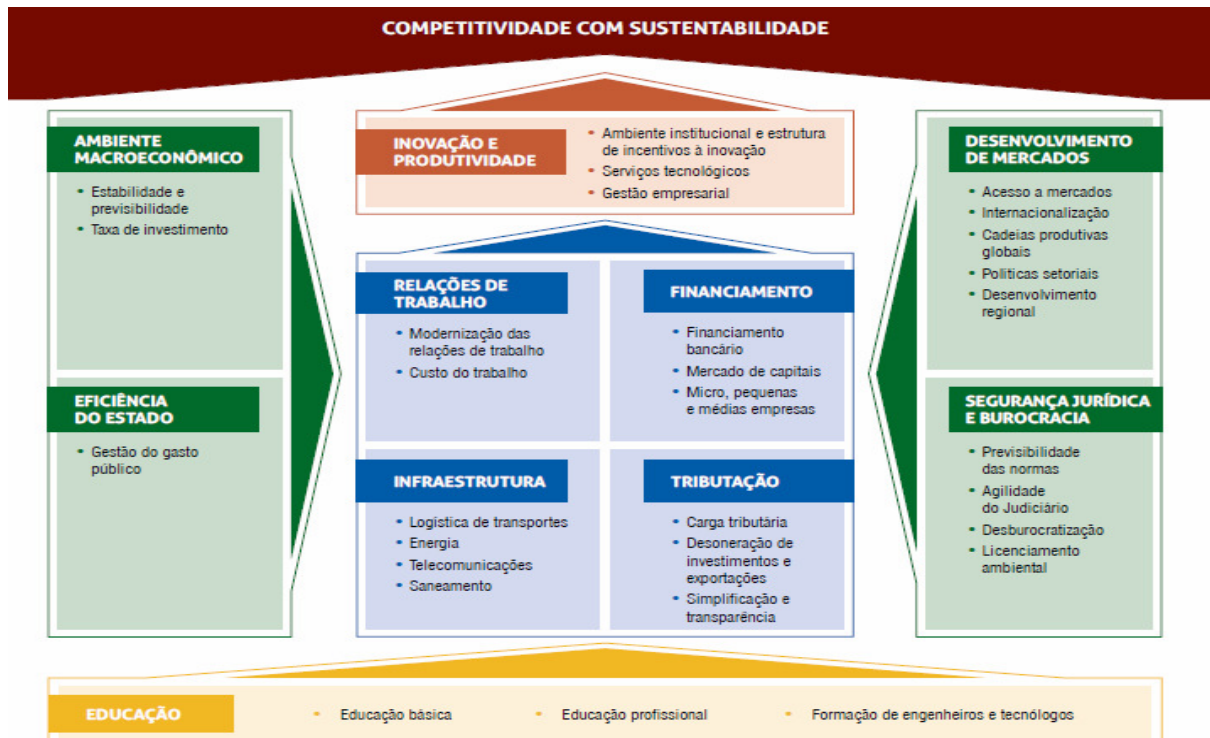 COMPETITIVIDADE COM SUSTENTABILIDADE
AMBIENTE
MACROECONÔMICO
• Estabilidade e
previsibilidade
• Taxa de investimento
EFICIÊNCIA
DO ESTADO
• Gestão do gasto
público
INOVAÇÃO E
PRODUTIVIDADE
• Ambiente institucional e estrutura
de incentivos à inovação
• Serviços tecnológicos
• Gestão empresarial
RELAÇÕES DE
TRABALHO
• Modernização das
relações de trabalho
• Custo do trabalho
FINANCIAMENTO
• Financiamento
bancário
• Mercado de capitais
• Micro, pequenas
e médias empresas
INFRAESTRUTURA
• Logística de transportes
• Energia
• Telecomunicações
• Saneamento
TRIBUTAÇÃO
• Carga tributária
• Desoneração de
investimentos e
exportações
• Simplificação e
transparência
DESENVOLVIMENTO
DE MERCADOS
• Acesso a mercados
• Internacionalização
• Cadeias produtivas
globais
• Políticas setoriais
• Desenvolvimento
regional
SEGURANÇA JURÍDICA
E BUROCRACIA
• Previsibilidade
das normas
• Agilidade
do Judiciário
• Desburocratização
• Licenciamento
ambiental
EDUCAÇÃO
• Educação básica
• Educação profissional
• Formação de engenheiros e tecnólogos